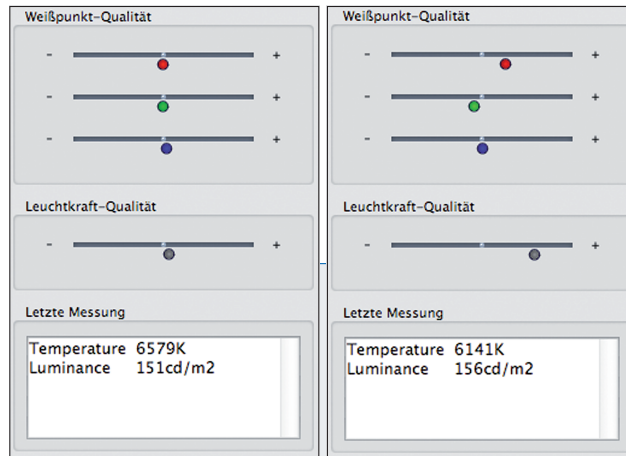 Weißpunkt-Qualität
- +
- +
- +
Leuchtkraft-Qualität
- +
Letzte Messung
Temperature 6579K
Luminance 151cd/m2
Weißpunkt-Qualität
- +
- +
- +
Leuchtkraft-Qualität
- +
Letzte Messung
Temperature 6141K
Luminance 156cd/m2